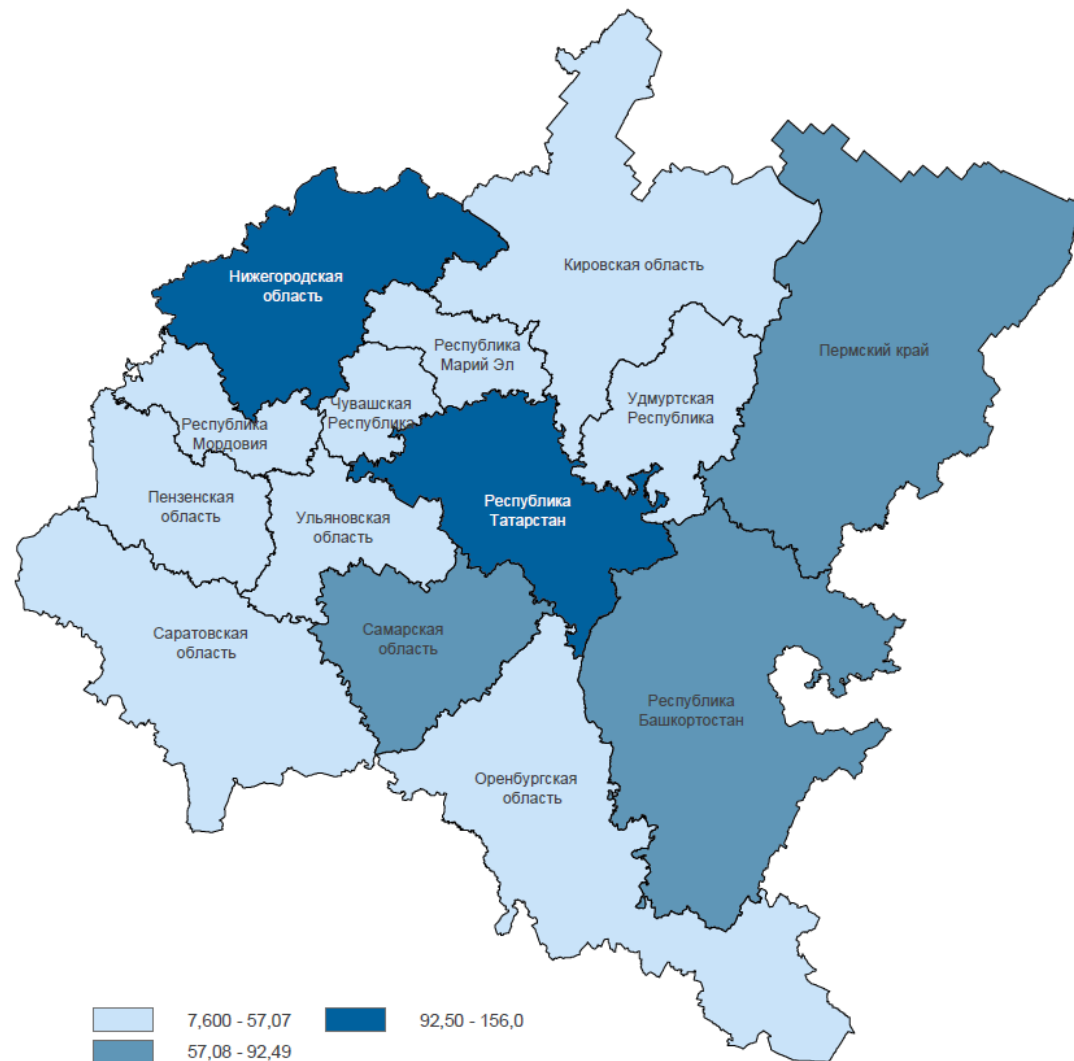 Кировская область
Нижегородская
область
Республика
Марий Эл
Пермский край
Чувашская
Республика
Удмуртская
Республика
Республика
Мордовия
Пензенская
область
Ульяновская
область
Республика
Татарстан
Саратовская
область
Самарская
область
Республика
Башкортостан
Оренбургская
область
7,600 - 57,07
92,50 - 156,0
57,08 - 92,49